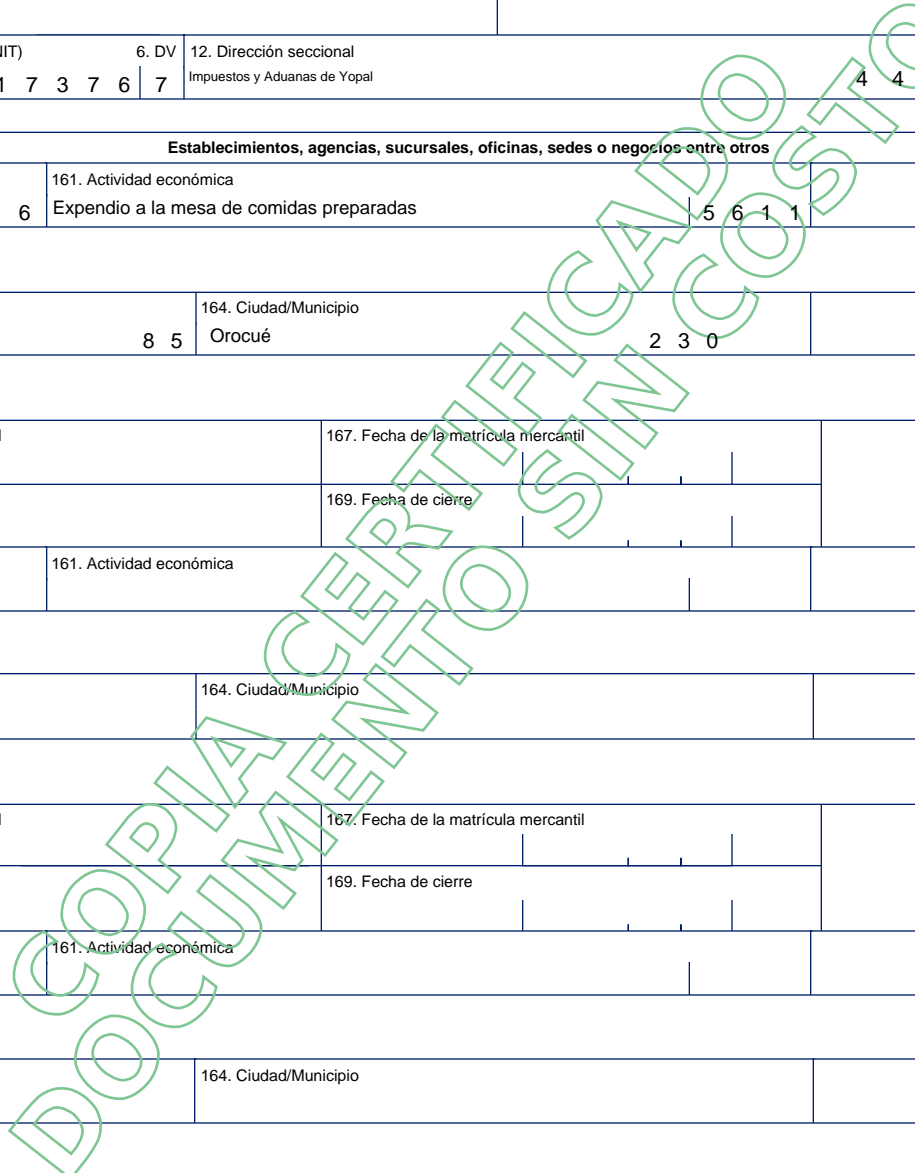 NIT) 6. DV 12. Dirección seccional
1 7 3 7 6 7 Impuestos y Aduanas de Yopal 4 4
Establecimientos, agencias, sucursales, oficinas, sedes o negocios entre otros
161. Actividad económica
6 Expendio a la mesa de comidas preparadas 5 6 1 1
164. Ciudad/Municipio
8 5 Orocué 2 3 0
167. Fecha de la matrícula mercantil
169. Fecha de cierre
161. Actividad económica
164. Ciudad/Municipio
167. Fecha de la matrícula mercantil
169. Fecha de cierre
161. Actividad económica
164. Ciudad/Municipio
COPIA CERTIFICADO
DOCUMENTO SIN COSTO